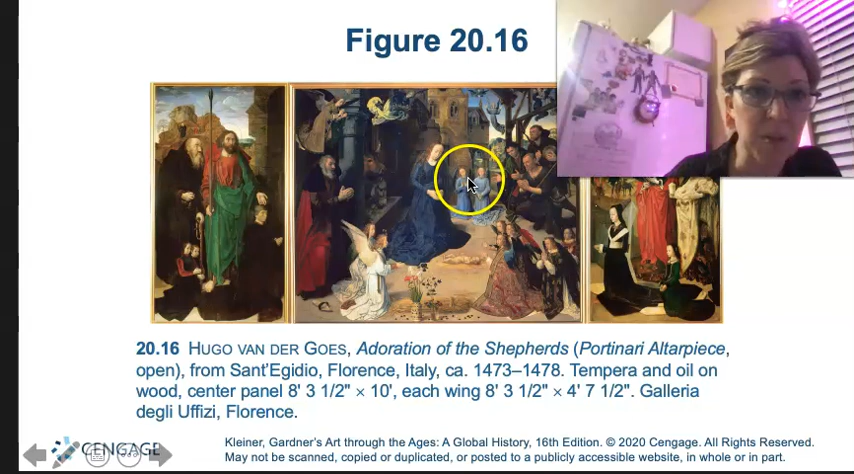 Figure 20.16
20.16 HUGO VAN DER GOES, Adoration of the Shepherds (Portinari Altarpiece,
open), from Sant'Egidio, Florence, Italy, ca. 1473–1478. Tempera and oil on
wood, center panel 8' 3 1/2" × 10', each wing 8' 3 1/2" × 4' 7 1/2". Galleria
degli Uffizi, Florence.
CENGAGE
Kleiner, Gardner's Art through the Ages: A Global History, 16th Edition. © 2020 Cengage. All Rights Reserved.
May not be scanned, copied or duplicated, or posted to a publicly accessible website, in whole or in part.